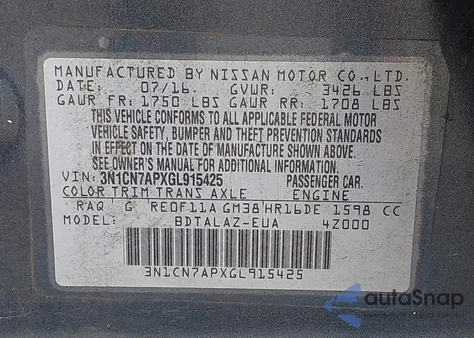 MANUFACTURED BY NISSAN MOTOR CO., LTD.
DATE: 07/16 GVWR: 3426 LBS
GAWR FR: 1750 LBS GAWR RR: 1708 LBS
THIS VEHICLE CONFORMS TO ALL APPLICABLE FEDERAL MOTOR
VEHICLE SAFETY, BUMPER AND THEFT PREVENTION STANDARDS
IN EFFECT ON THE DATE OF MANUFACTURE SHOWN ABOVE.
SEE OWNER'S MANUAL FOR ADDITIONAL INFORMATION.
VIN: 3N1CN7APXGL915425 PASSENGER CAR.
COLOR TRIM TRANS AXLE ENGINE
RAQ G RE0F11A GM38 HR16DE 1598 CC
MODEL: BDTALAZ-EUA 4Z000
3N1CN7APXGL915425
autoSnap